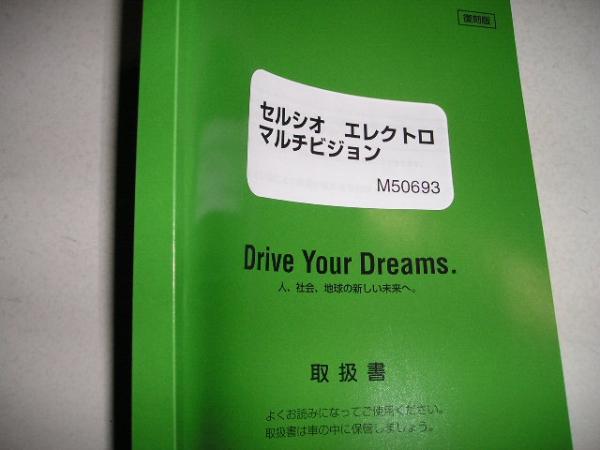 復刻版
セルシオ　エレクトロ
マルチビジョン
M50693
Drive Your Dreams.
人、社会、地球の新しい未来へ。
取扱書
よくお読みになってご使用ください。
取扱書は車の中に保管しましょう。